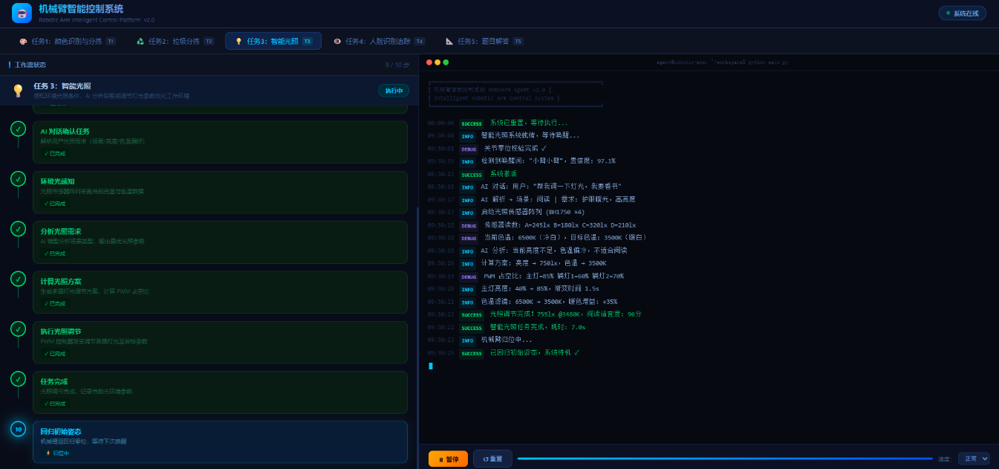 机械臂智能控制系统
Robotic Arm Intelligent Control Platform v2.0
系统在线
任务1: 颜色识别与分拣 T1
任务2: 垃圾分拣 T2
任务3: 智能光照 T3
任务4: 人脸识别追踪 T4
任务5: 题目解答 T5
工作流状态
9 / 10 步
任务 3: 智能光照
感知环境光照条件, AI 分析后智能调节灯光参数优化工作环境
执行中
AI 对话确认任务
解析用户光照需求（场景/亮度/色温偏好）
✓ 已完成
环境光感知
光照传感器阵列采集当前亮度与色温数据
✓ 已完成
分析光照需求
AI 模型分析场景类型, 输出最优光照参数
✓ 已完成
计算光照方案
生成多路灯光调节方案, 计算 PWM 占空比
✓ 已完成
执行光照调节
PWM 控制器渐变调节各路灯光至目标参数
✓ 已完成
任务完成
光照调节完成, 记录当前光环境参数
✓ 已完成
10
回归初始姿态
机械臂返回归零位, 等待下次唤醒
归位中
agent@robotic-arm: ~/workspace$ python main.py
机械臂智能控制系统 RoboArm Agent v2.0
Intelligent Robotic Arm Control System
00:00:00 SUCCESS 系统已重置, 等待执行...
09:30:00 INFO 智能光照系统就绪, 等待唤醒...
09:30:01 DEBUG 关节零位校验完成 ✓
09:30:15 INFO 检测到唤醒词: "小臂小臂", 置信度: 97.1%
09:30:15 SUCCESS 系统激活
09:30:16 INFO AI 对话: 用户: "帮我调一下灯光, 我要看书"
09:30:17 INFO AI 解析 → 场景: 阅读 | 需求: 护眼暖光, 高亮度
09:30:17 INFO 启动光照传感器阵列 (BH1750 ×4)
09:30:18 DEBUG 传感器读数: A=245lx B=180lx C=320lx D=210lx
09:30:18 DEBUG 当前色温: 6500K（冷白）, 目标色温: 3500K（暖白）
09:30:18 INFO AI 分析: 当前亮度不足, 色温偏冷, 不适合阅读
09:30:19 INFO 计算方案: 亮度 → 750lx, 色温 → 3500K
09:30:19 DEBUG PWM 占空比: 主灯=85% 辅灯1=60% 辅灯2=70%
09:30:20 INFO 主灯亮度: 40% → 85%, 渐变时间 1.5s
09:30:21 INFO 色温滤镜: 6500K → 3500K, 暖色增益: +35%
09:30:22 SUCCESS 光照调节完成! 755lx @3480K, 阅读适宜度: 96分
09:30:22 SUCCESS 智能光照任务完成, 耗时: 7.0s
09:30:23 INFO 机械臂归位中...
09:30:25 SUCCESS 已回归初始姿态, 系统待机 ✓
暂停
↺ 重置
速度:
正常